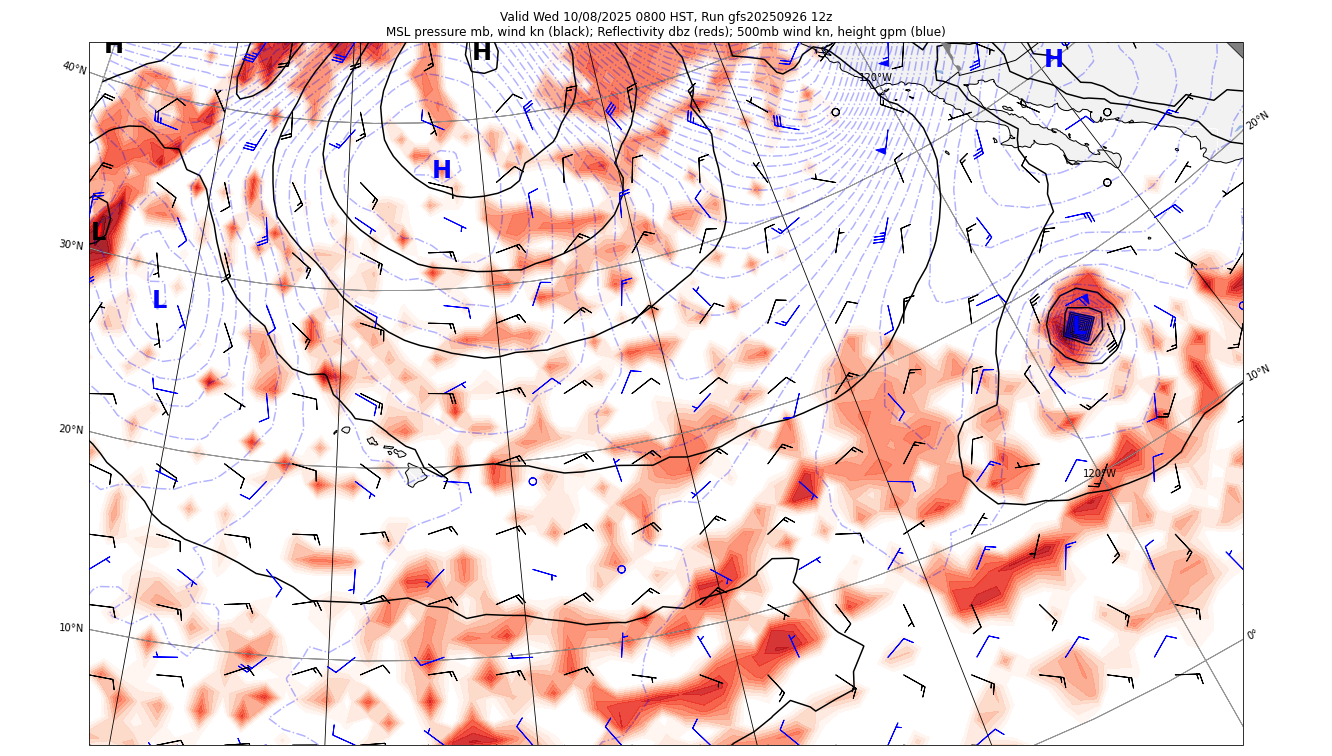 Valid Wed 10/08/2025 0800 HST, Run gfs20250926 12z
MSL pressure mb, wind kn (black); Reflectivity dbz (reds); 500mb wind kn, height gpm (blue)
H
H
H
40°N
120°W
20°N
H
L
30°N
L
10°N
20°N
120°W
10°N
0°